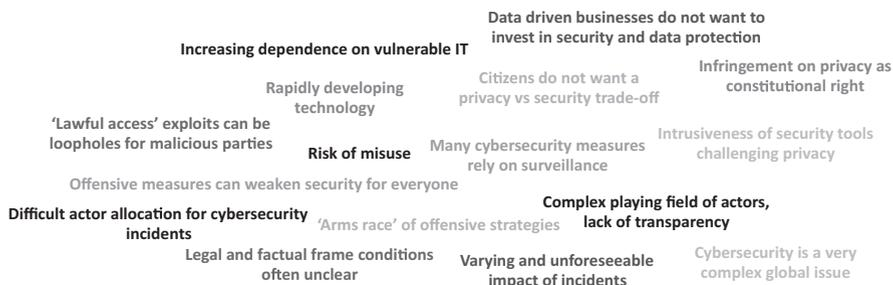 Data driven businesses do not want to
invest in security and data protection
Increasing dependence on vulnerable IT
Infringement on privacy as
constitutional right
Citizens do not want a
privacy vs security trade-off
Rapidly developing
technology
‘Lawful access’ exploits can be
loopholes for malicious parties
Intrusiveness of security tools
challenging privacy
Many cybersecurity measures
rely on surveillance
Risk of misuse
Offensive measures can weaken security for everyone
Complex playing field of actors,
lack of transparency
Difficult actor allocation for cybersecurity
incidents
‘Arms race’ of offensive strategies
Legal and factual frame conditions
often unclear
Varying and unforeseeable
impact of incidents
Cybersecurity is a very
complex global issue